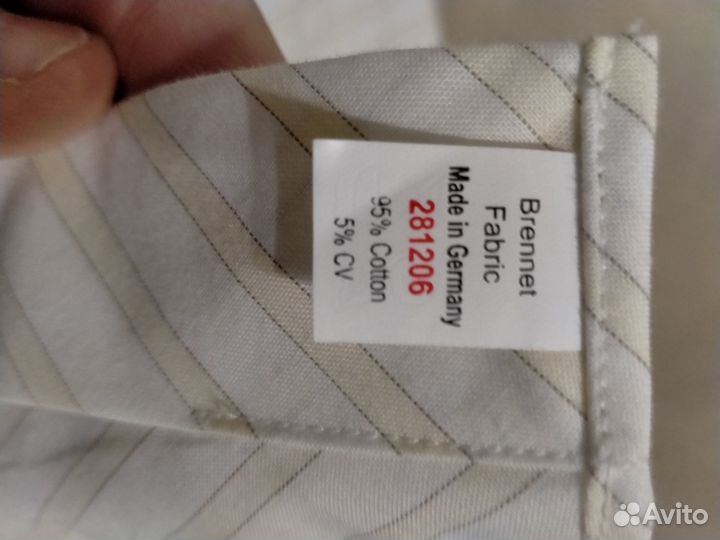 Brennet
Fabric
Made in Germany
281206
95% Cotton
5% CV
Avito